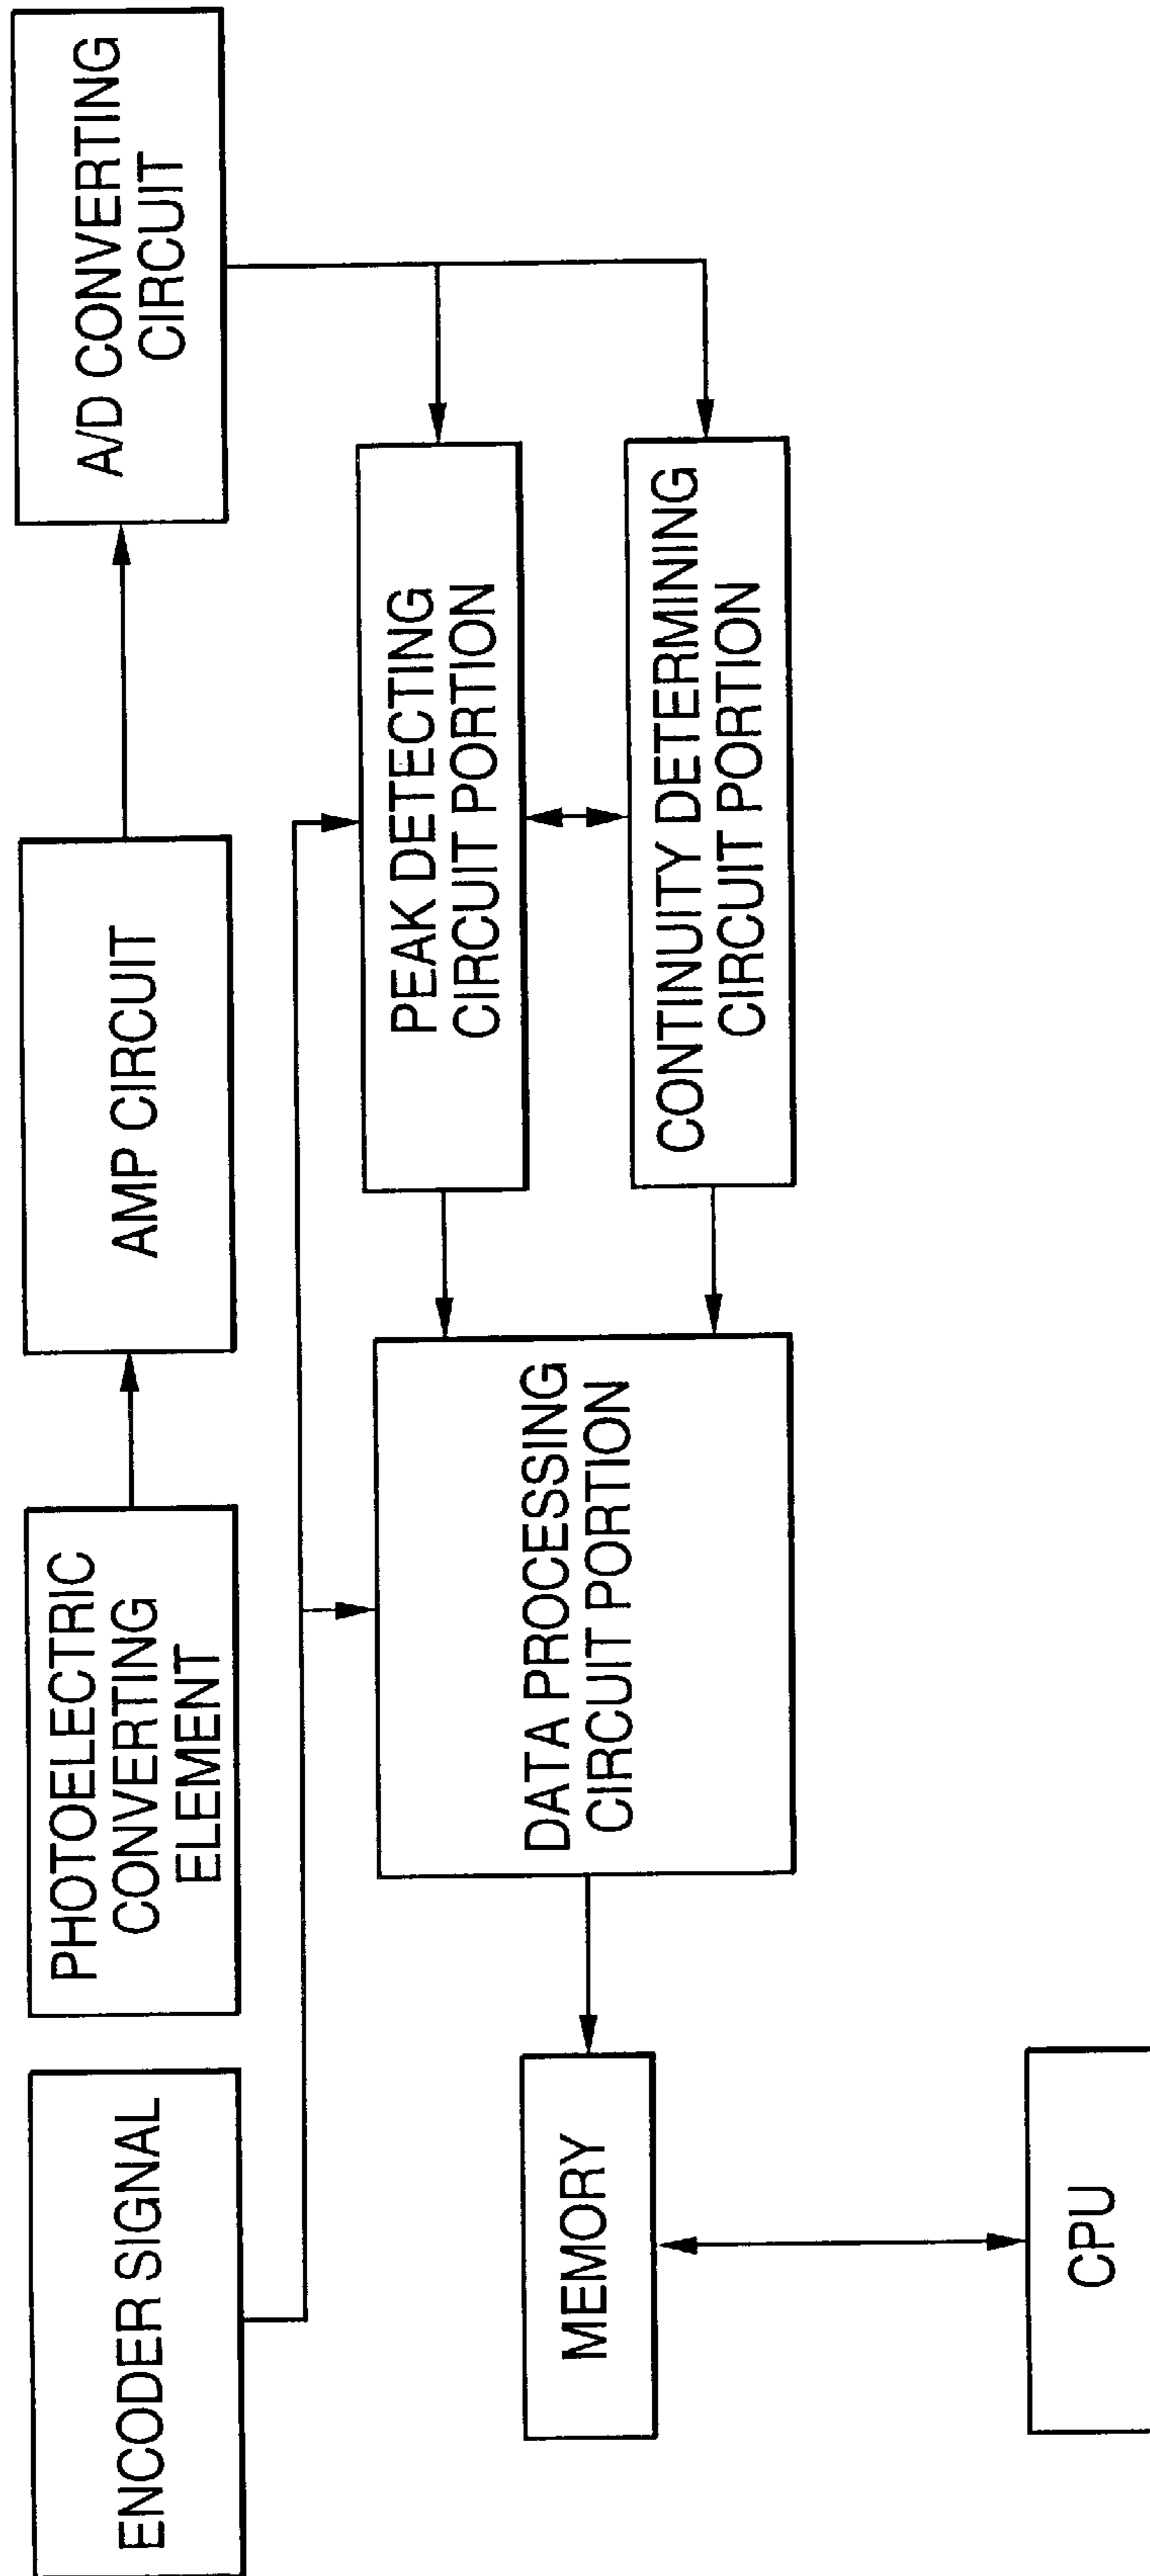 ENCODER SIGNAL
PHOTOELECTRIC
CONVERTING
ELEMENT
AMP CIRCUIT
A/D CONVERTING
CIRCUIT
PEAK DETECTING
CIRCUIT PORTION
CONTINUITY DETERMINING
CIRCUIT PORTION
DATA PROCESSING
CIRCUIT PORTION
MEMORY
CPU